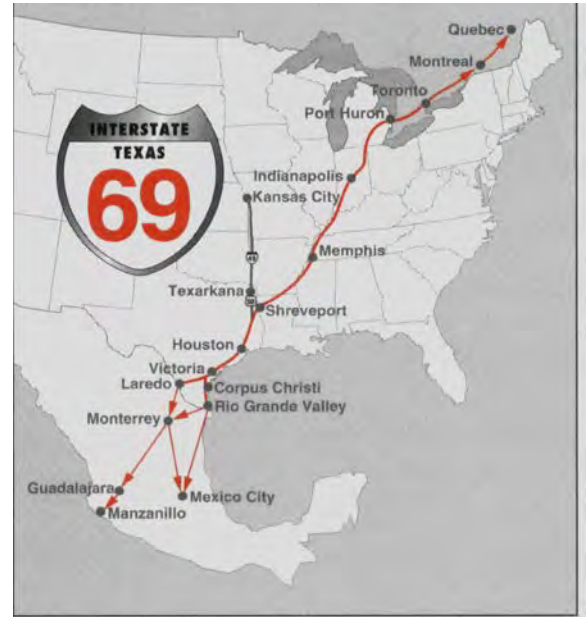 Quebec
Montreal
Toronto
Port Huron
INTERSTATE
TEXAS
69
Indianapolis
Kansas City
Memphis
Texarkana
Shreveport
Houston
Victoria
Laredo
Corpus Christi
Rio Grande Valley
Monterrey
Guadalajara
Mexico City
Manzanillo